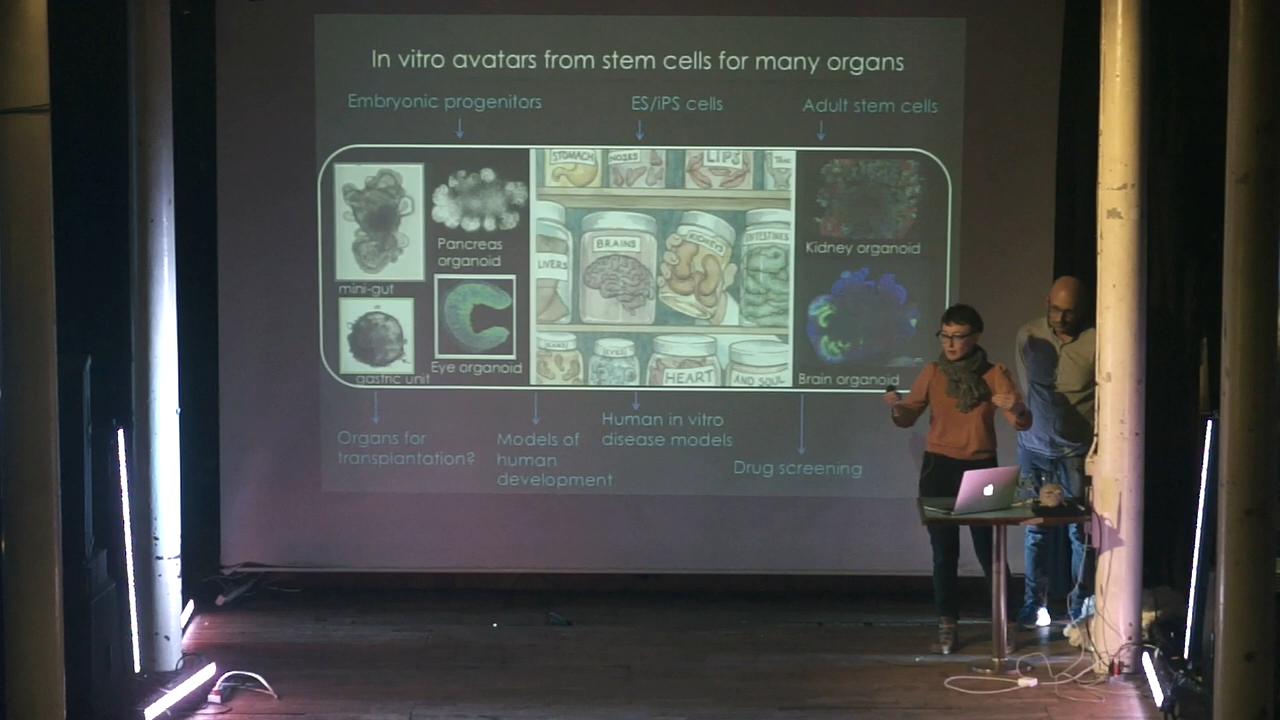 In vitro avatars from stem cells for many organs
Embryonic progenitors
ES/iPS cells
Adult stem cells
STOMACH
NOSES
LIPS
Pancreas
organoid
mini-gut
Eye organoid
gastric unit
LIVERS
BRAINS
KIDNEYS
INTESTINES
HEART
AND SOUL
Kidney organoid
Brain organoid
Organs for
transplantation?
Models of
human
development
Human in vitro
disease models
Drug screening